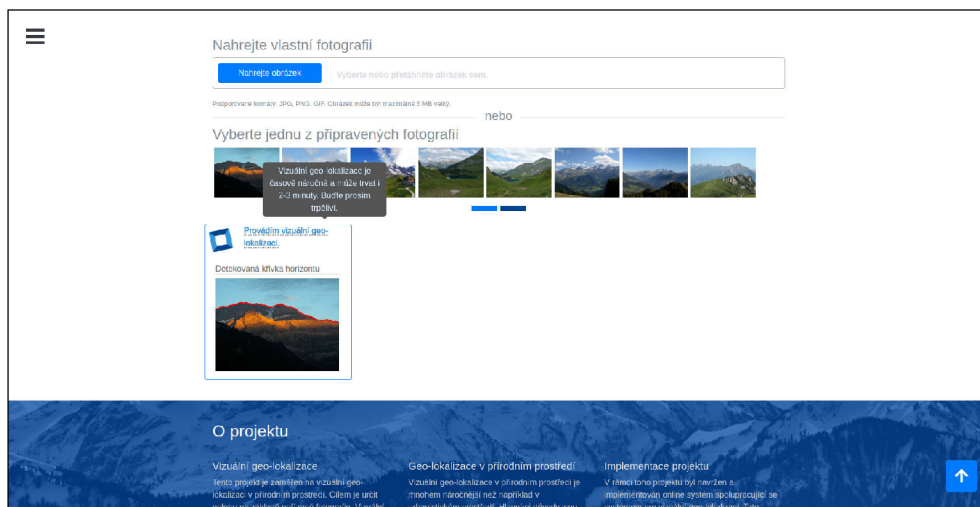 Nahrejte vlastní fotografii
Nahrejte obrázek
Vyberte nebo přetáhněte obrázek sem.
Podporované formáty: JPG, PNG, GIF. Obrázek může být maximálně 5 MB velký.
nebo
Vyberte jednu z připravených fotografií
Vizuální geo-lokalizace je
časově náročná a může trvat i
2-3 minuty. Buďte prosím
trpěliví.
Provádím vizuální geo-
lokalizaci.
Detekovaná křivka horizontu
O projektu
Vizuální geo-lokalizace
Tento projekt je zaměřen na vizuální geo-
lokalizaci v přírodním prostředí. Cílem je určit
Geo-lokalizace v přírodním prostředí
Vizuální geo-lokalizace v přírodním prostředí je
mnohem náročnější než například v
Implementace projektu
V rámci toho projektu byl navržen a
implementován online systém spolupracující se